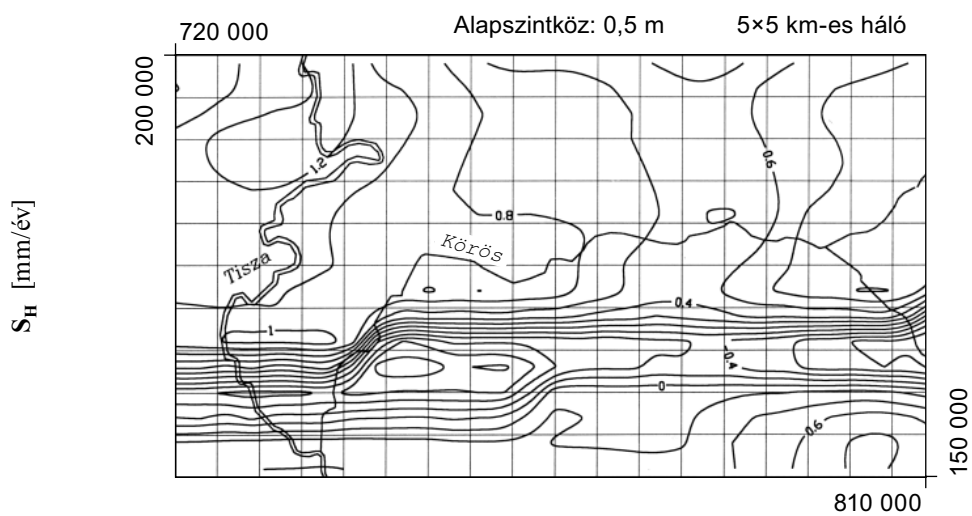 720 000
Alapszintköz: 0,5 m
5×5 km-es háló
200 000
S_H [mm/év]
1.2
0.6
0.8
Körös
Tisza
0.4
1
-0.4
0
0.6
150 000
810 000